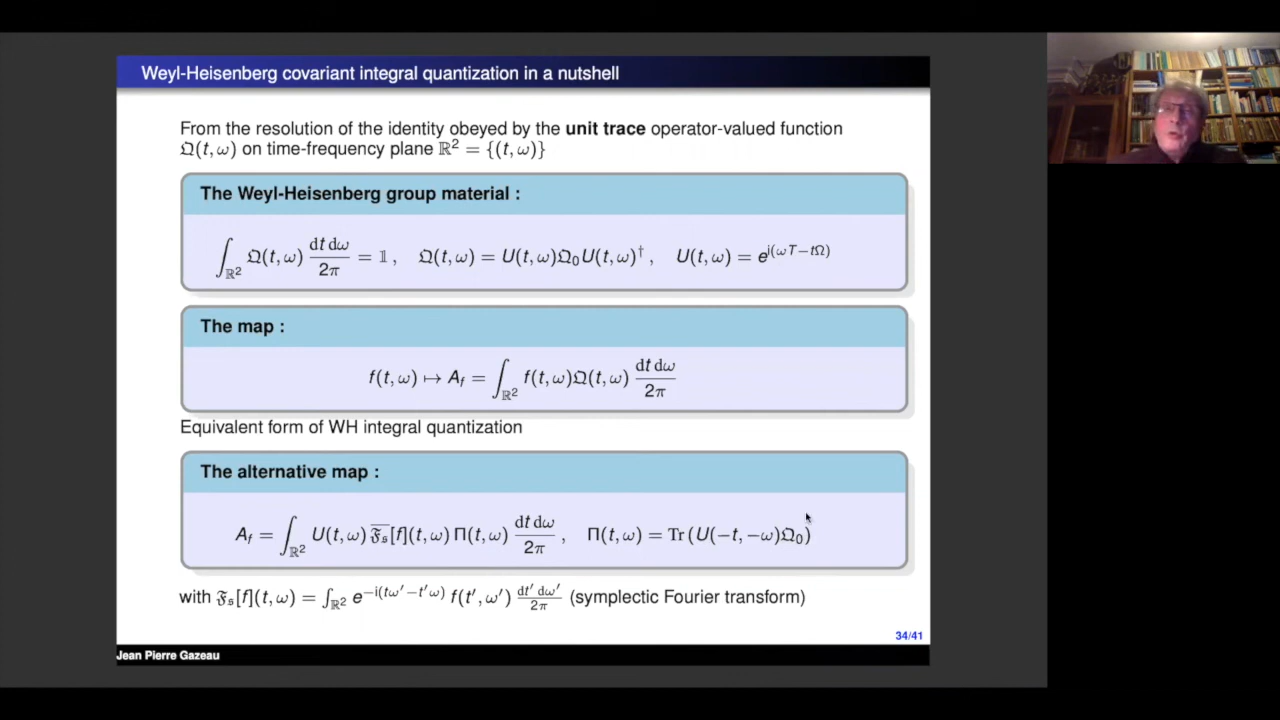 Weyl-Heisenberg covariant integral quantization in a nutshell
From the resolution of the identity obeyed by the unit trace operator-valued function
𝔔(t, ω) on time-frequency plane ℝ² = {(t, ω)}
The Weyl-Heisenberg group material :
∫_{ℝ²} 𝔔(t, ω) dt dω / 2π = 𝟙 , 𝔔(t, ω) = U(t, ω)𝔔₀U(t, ω)† , U(t, ω) = e^{i(ωT−tΩ)}
The map :
f(t, ω) ↦ A_f = ∫_{ℝ²} f(t, ω)𝔔(t, ω) dt dω / 2π
Equivalent form of WH integral quantization
The alternative map :
A_f = ∫_{ℝ²} U(t, ω) \overline{𝔉_s}[f](t, ω) Π(t, ω) dt dω / 2π , Π(t, ω) = Tr (U(−t, −ω)𝔔₀)
with 𝔉_s[f](t, ω) = ∫_{ℝ²} e^{−i(tω′−t′ω)} f(t′, ω′) dt′ dω′ / 2π (symplectic Fourier transform)
34/41
Jean Pierre Gazeau